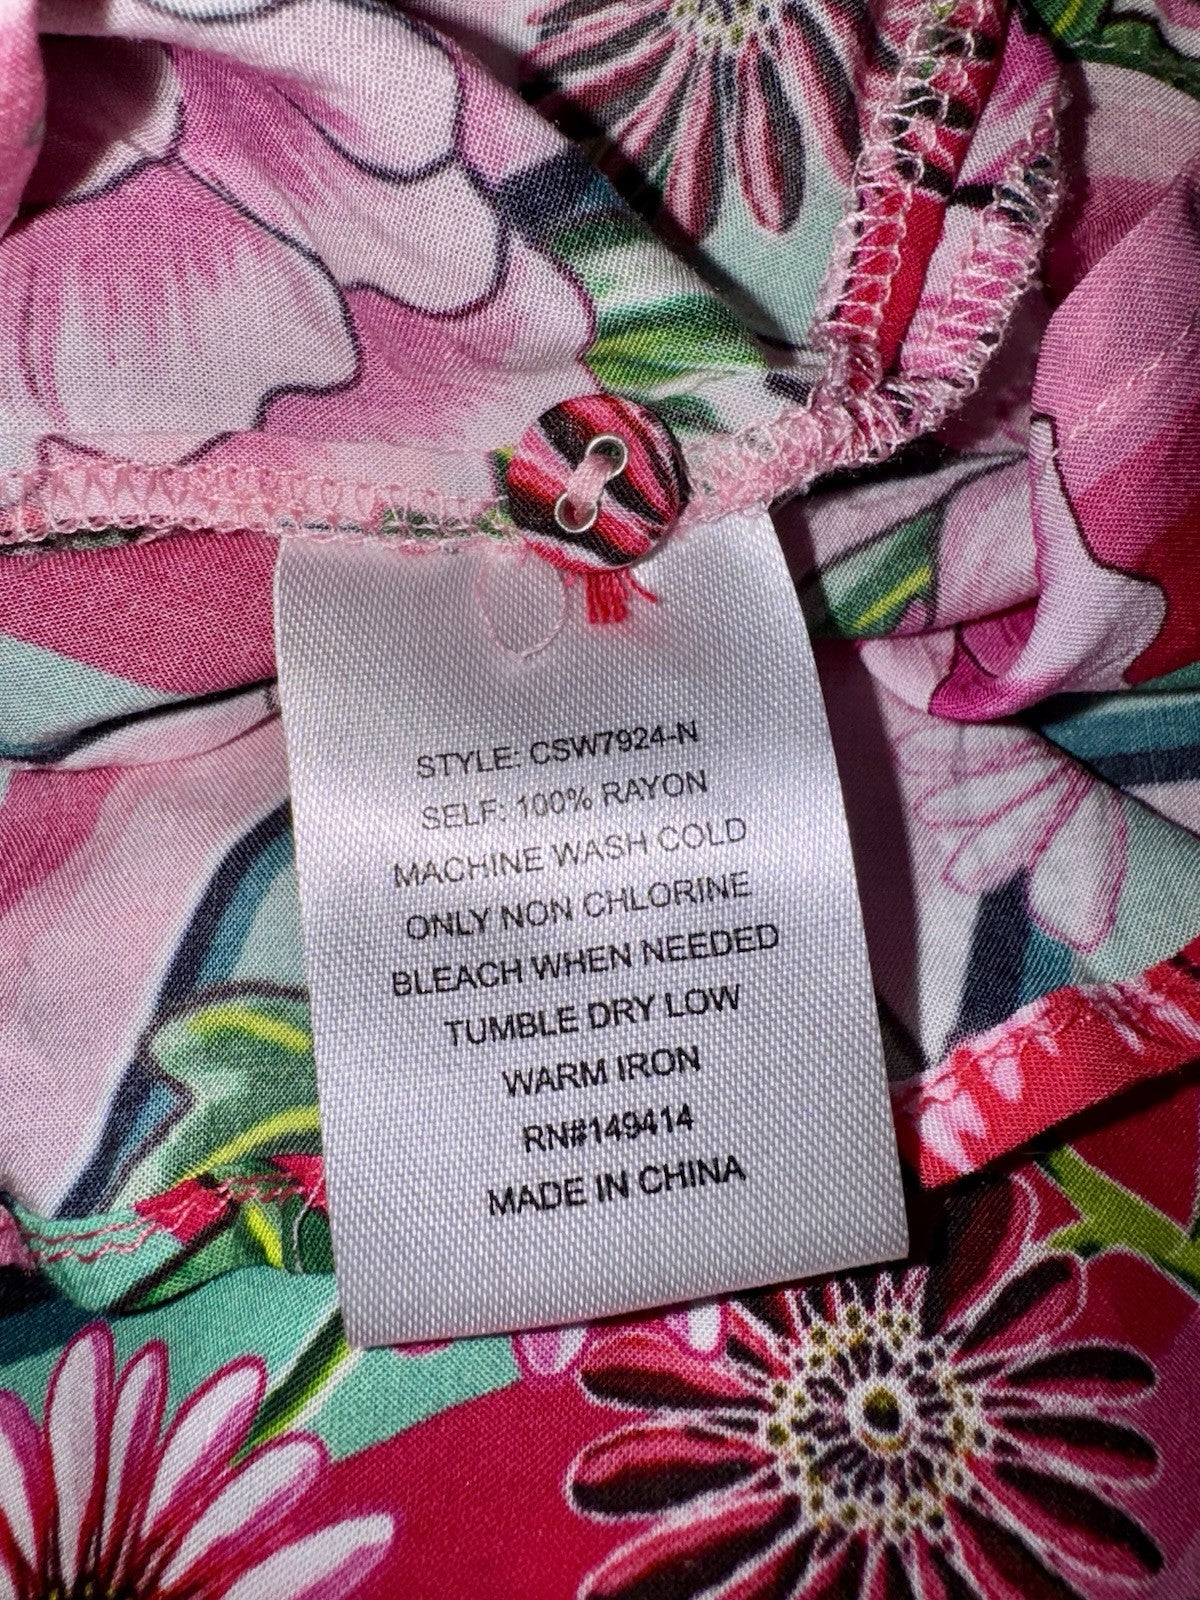 STYLE: CSW7924-N
SELF: 100% RAYON
MACHINE WASH COLD
ONLY NON CHLORINE
BLEACH WHEN NEEDED
TUMBLE DRY LOW
WARM IRON
RN#149414
MADE IN CHINA